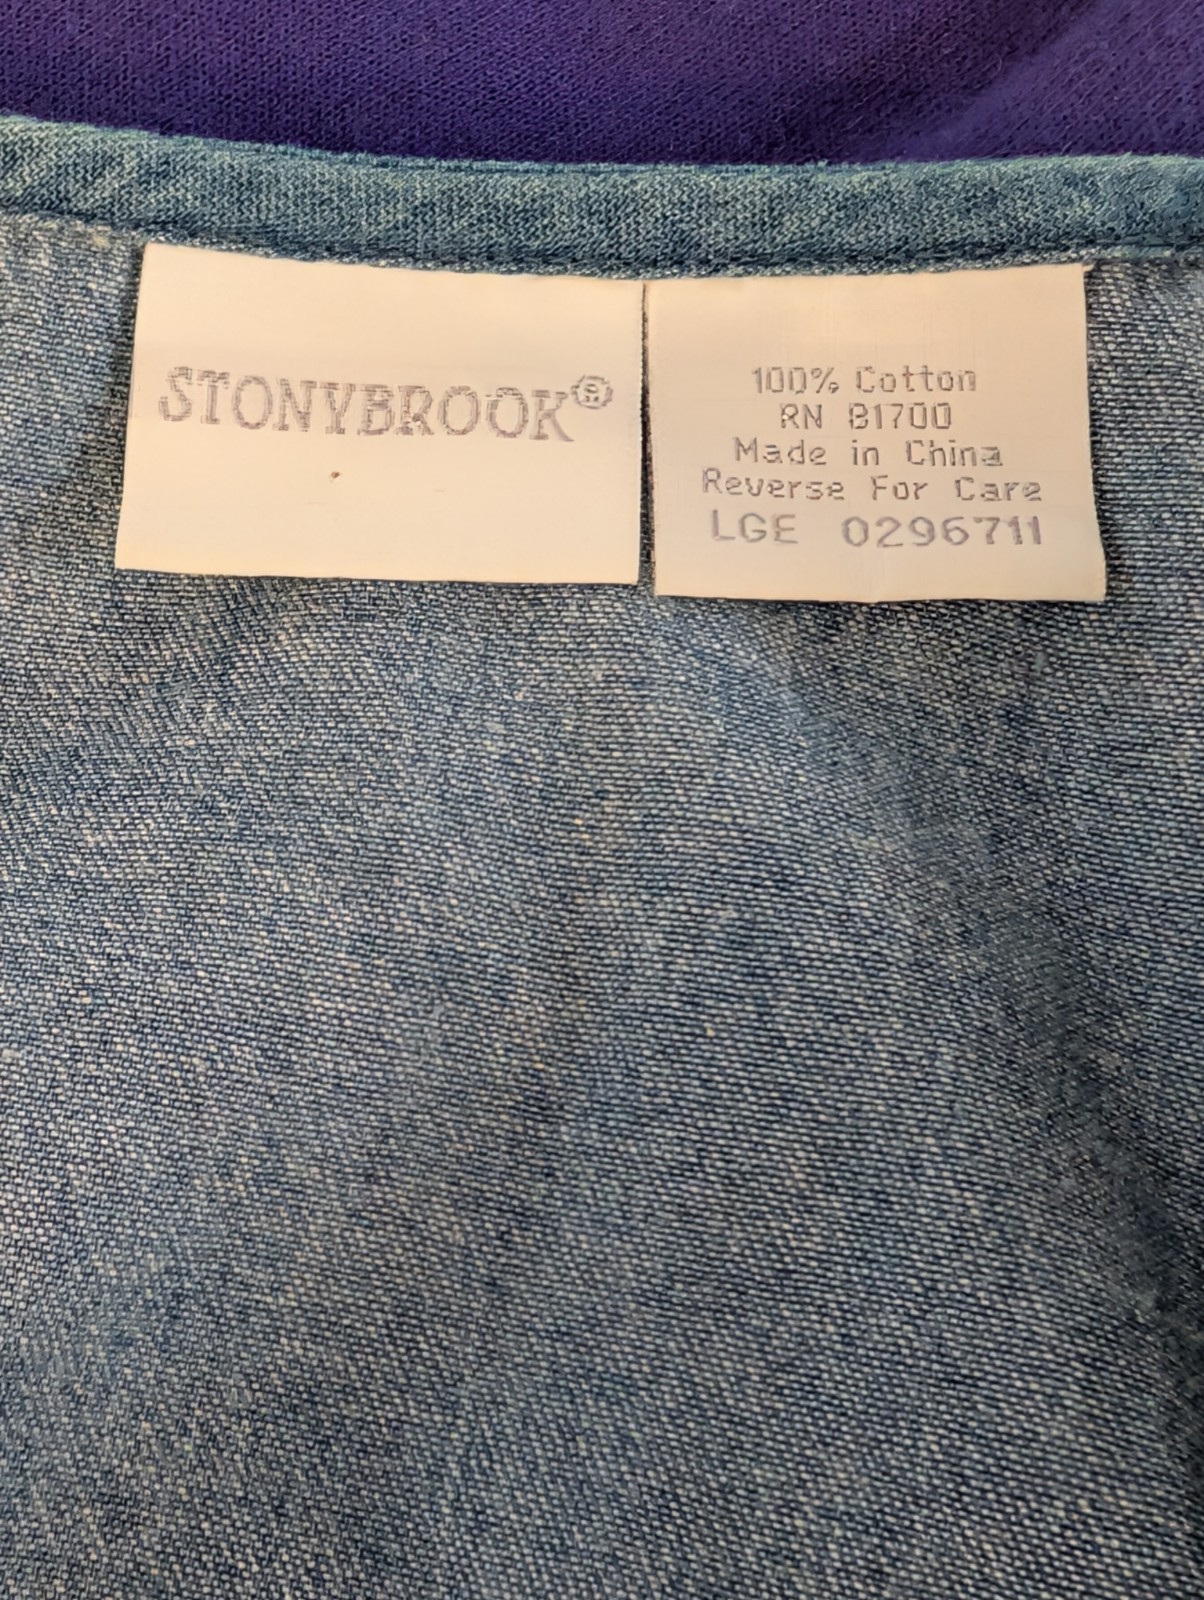 STONYBROOK®
100% Cotton
RN 81700
Made in China
Reverse For Care
LGE 0296711